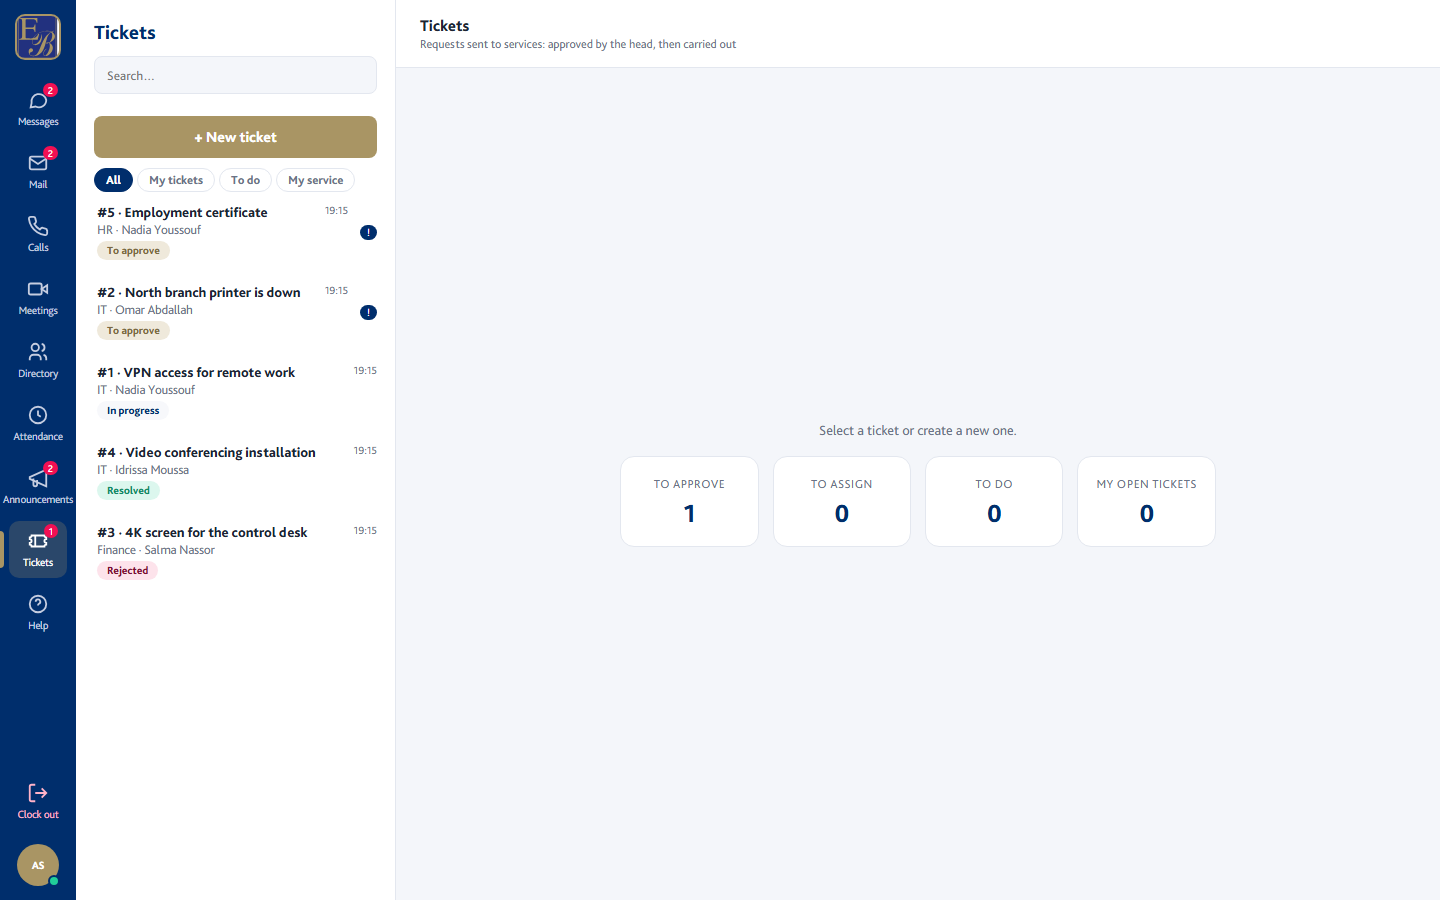 EB
2
Messages
2
Mail
Calls
Meetings
Directory
Attendance
2
Announcements
1
Tickets
Help
Clock out
AS
Tickets
Search...
+ New ticket
All My tickets To do My service
#5 · Employment certificate 19:15
HR · Nadia Youssouf !
To approve
#2 · North branch printer is down 19:15
IT · Omar Abdallah !
To approve
#1 · VPN access for remote work 19:15
IT · Nadia Youssouf
In progress
#4 · Video conferencing installation 19:15
IT · Idrissa Moussa
Resolved
#3 · 4K screen for the control desk 19:15
Finance · Salma Nassor
Rejected
Tickets
Requests sent to services: approved by the head, then carried out
Select a ticket or create a new one.
TO APPROVE TO ASSIGN TO DO MY OPEN TICKETS
1 0 0 0